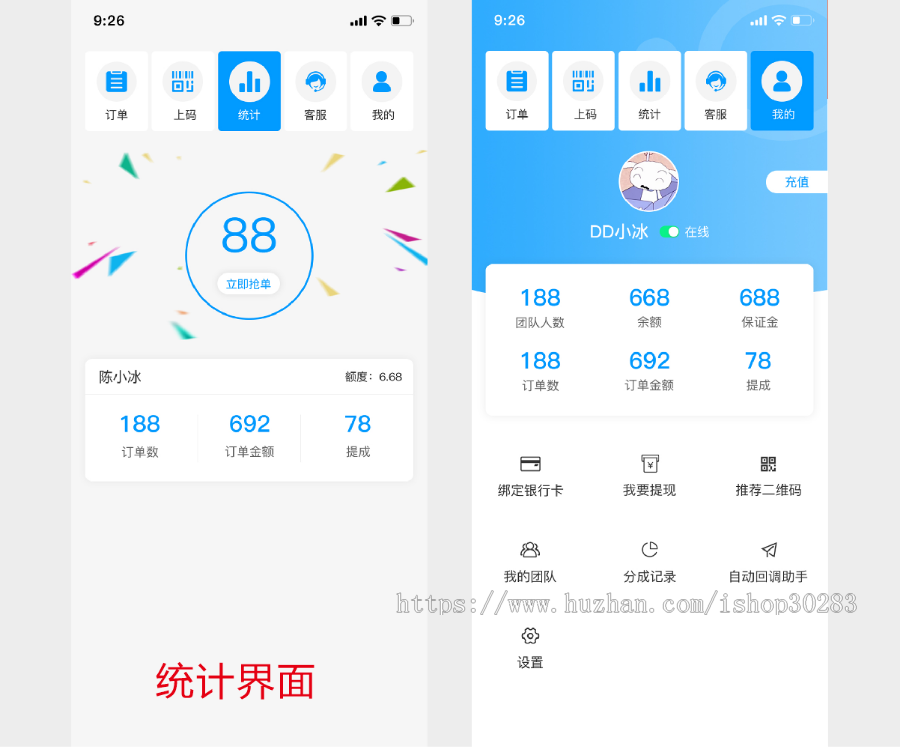 9:26
订单 上码 统计 客服 我的
88
立即抢单
陈小冰 额度：6.68
188 692 78
订单数 订单金额 提成
统计界面
9:26
订单 上码 统计 客服 我的
充值
DD小冰 在线
188 668 688
团队人数 余额 保证金
188 692 78
订单数 订单金额 提成
绑定银行卡 我要提现 推荐二维码
我的团队 分成记录 自动回调助手
https://www.huzhan.com/ishop30283
设置